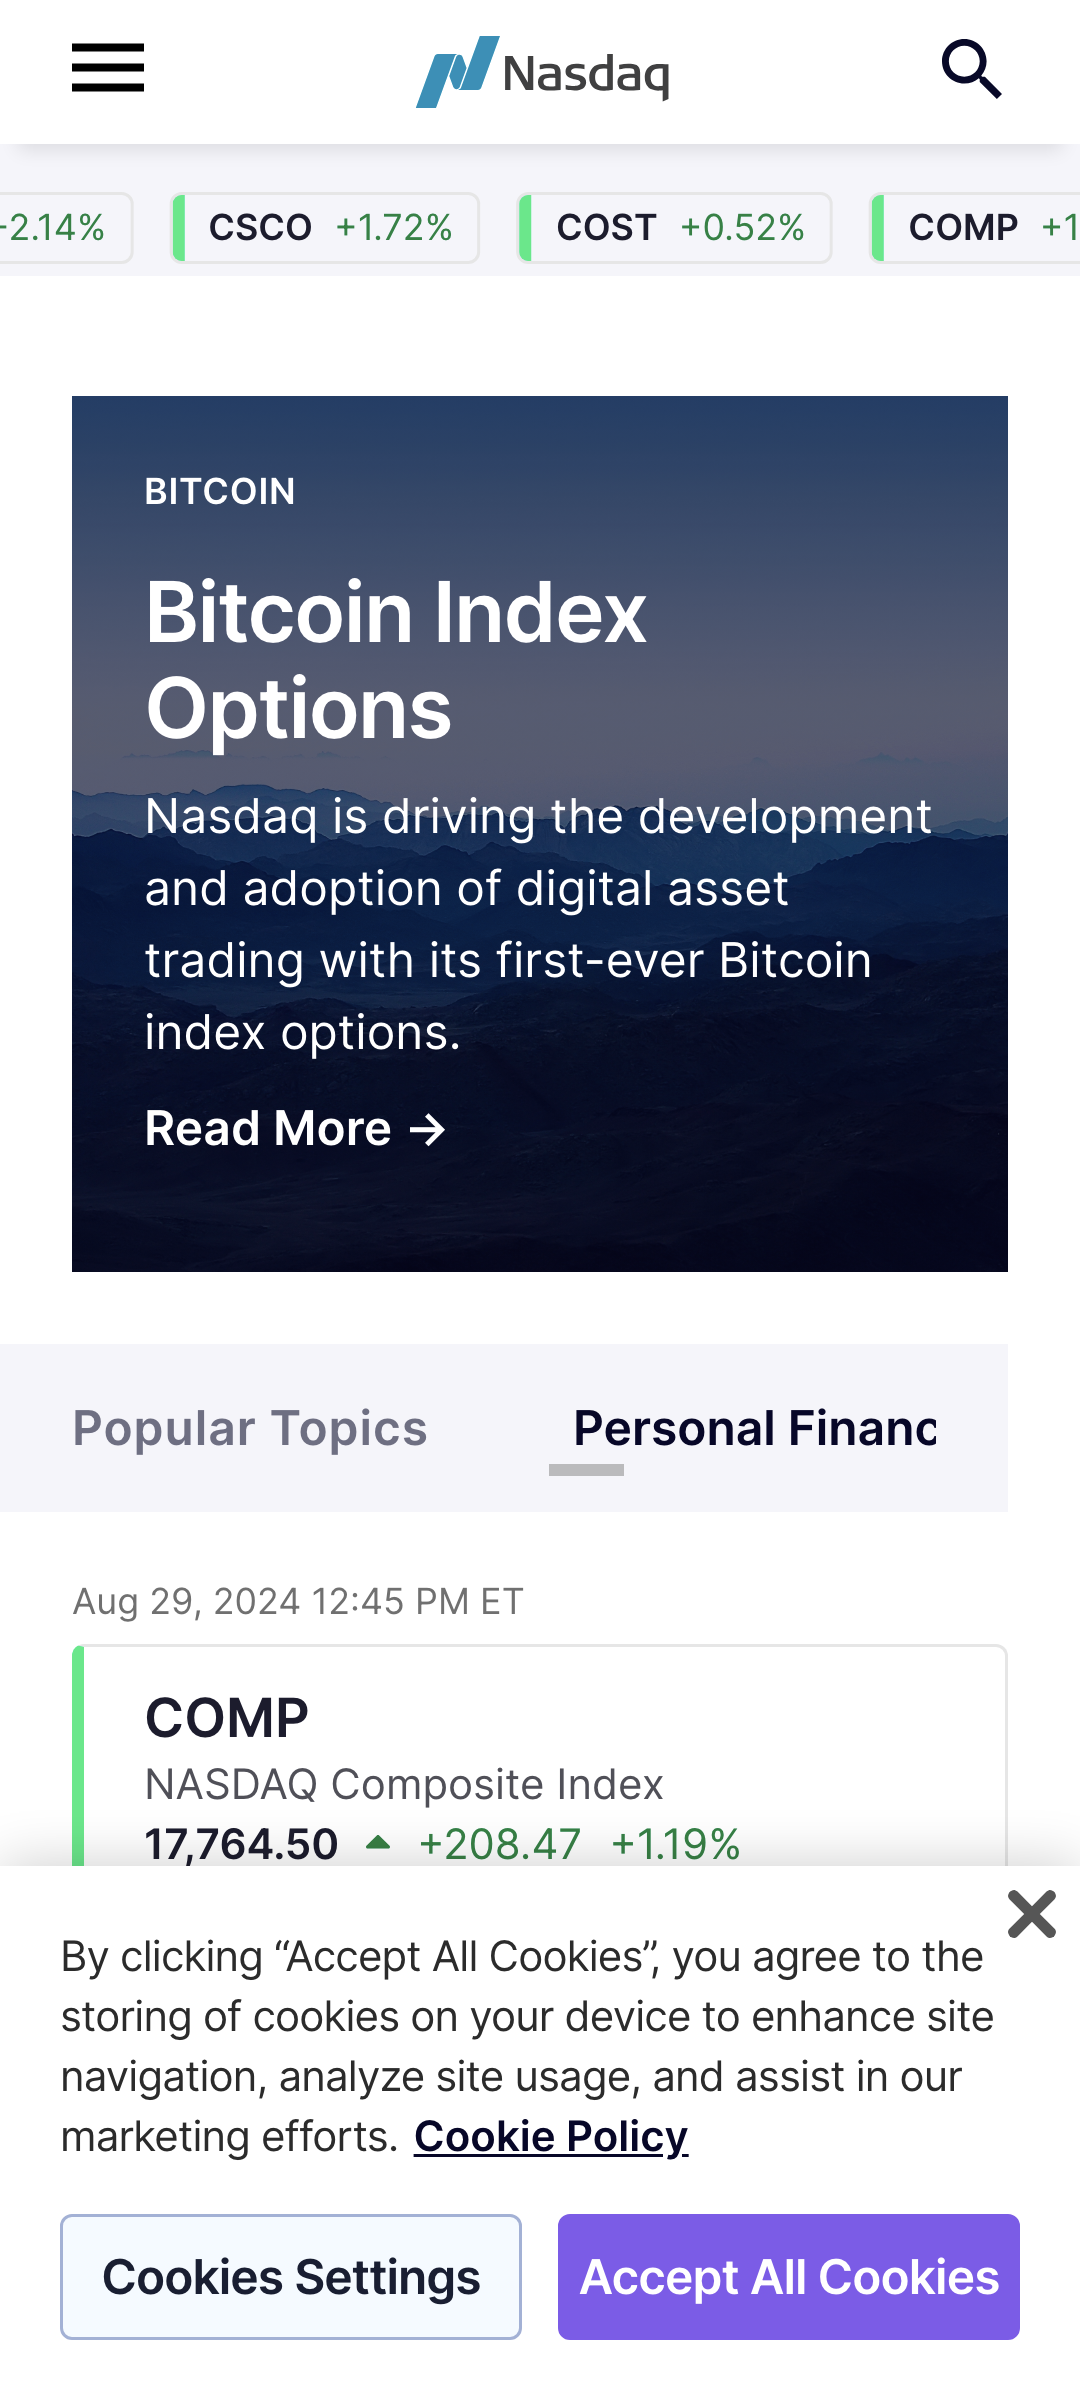 Nasdaq
2.14% CSCO +1.72% COST +0.52% COMP +1
BITCOIN
Bitcoin Index
Options
Nasdaq is driving the development
and adoption of digital asset
trading with its first-ever Bitcoin
index options.
Read More →
Popular Topics Personal Financ
Aug 29, 2024 12:45 PM ET
COMP
NASDAQ Composite Index
17,764.50 ▲ +208.47 +1.19%
By clicking “Accept All Cookies”, you agree to the
storing of cookies on your device to enhance site
navigation, analyze site usage, and assist in our
marketing efforts. Cookie Policy
Cookies Settings Accept All Cookies